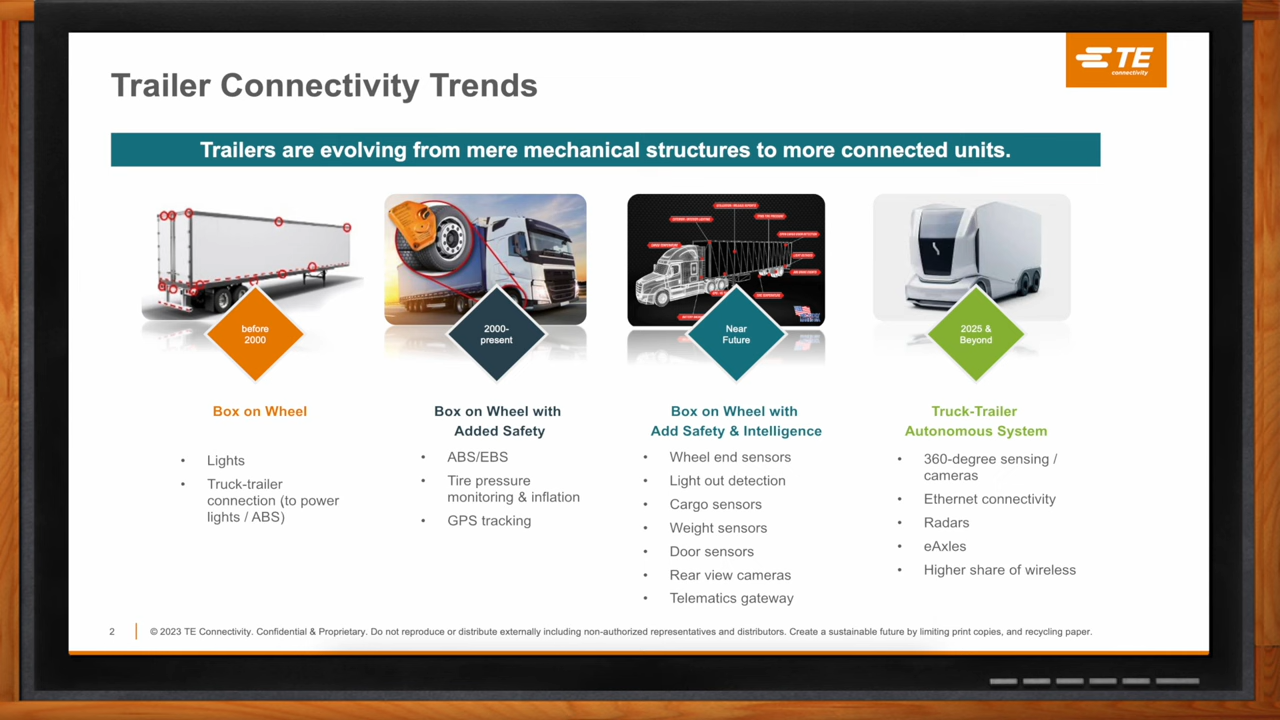 TE
connectivity
Trailer Connectivity Trends
Trailers are evolving from mere mechanical structures to more connected units.
before
2000
2000-
present
Near
Future
2025 &
Beyond
Box on Wheel
• Lights
• Truck-trailer
connection (to power
lights / ABS)
Box on Wheel with
Added Safety
• ABS/EBS
• Tire pressure
monitoring & inflation
• GPS tracking
Box on Wheel with
Add Safety & Intelligence
• Wheel end sensors
• Light out detection
• Cargo sensors
• Weight sensors
• Door sensors
• Rear view cameras
• Telematics gateway
Truck-Trailer
Autonomous System
• 360-degree sensing /
cameras
• Ethernet connectivity
• Radars
• eAxles
• Higher share of wireless
2
© 2023 TE Connectivity. Confidential & Proprietary. Do not reproduce or distribute externally including non-authorized representatives and distributors. Create a sustainable future by limiting print copies, and recycling paper.